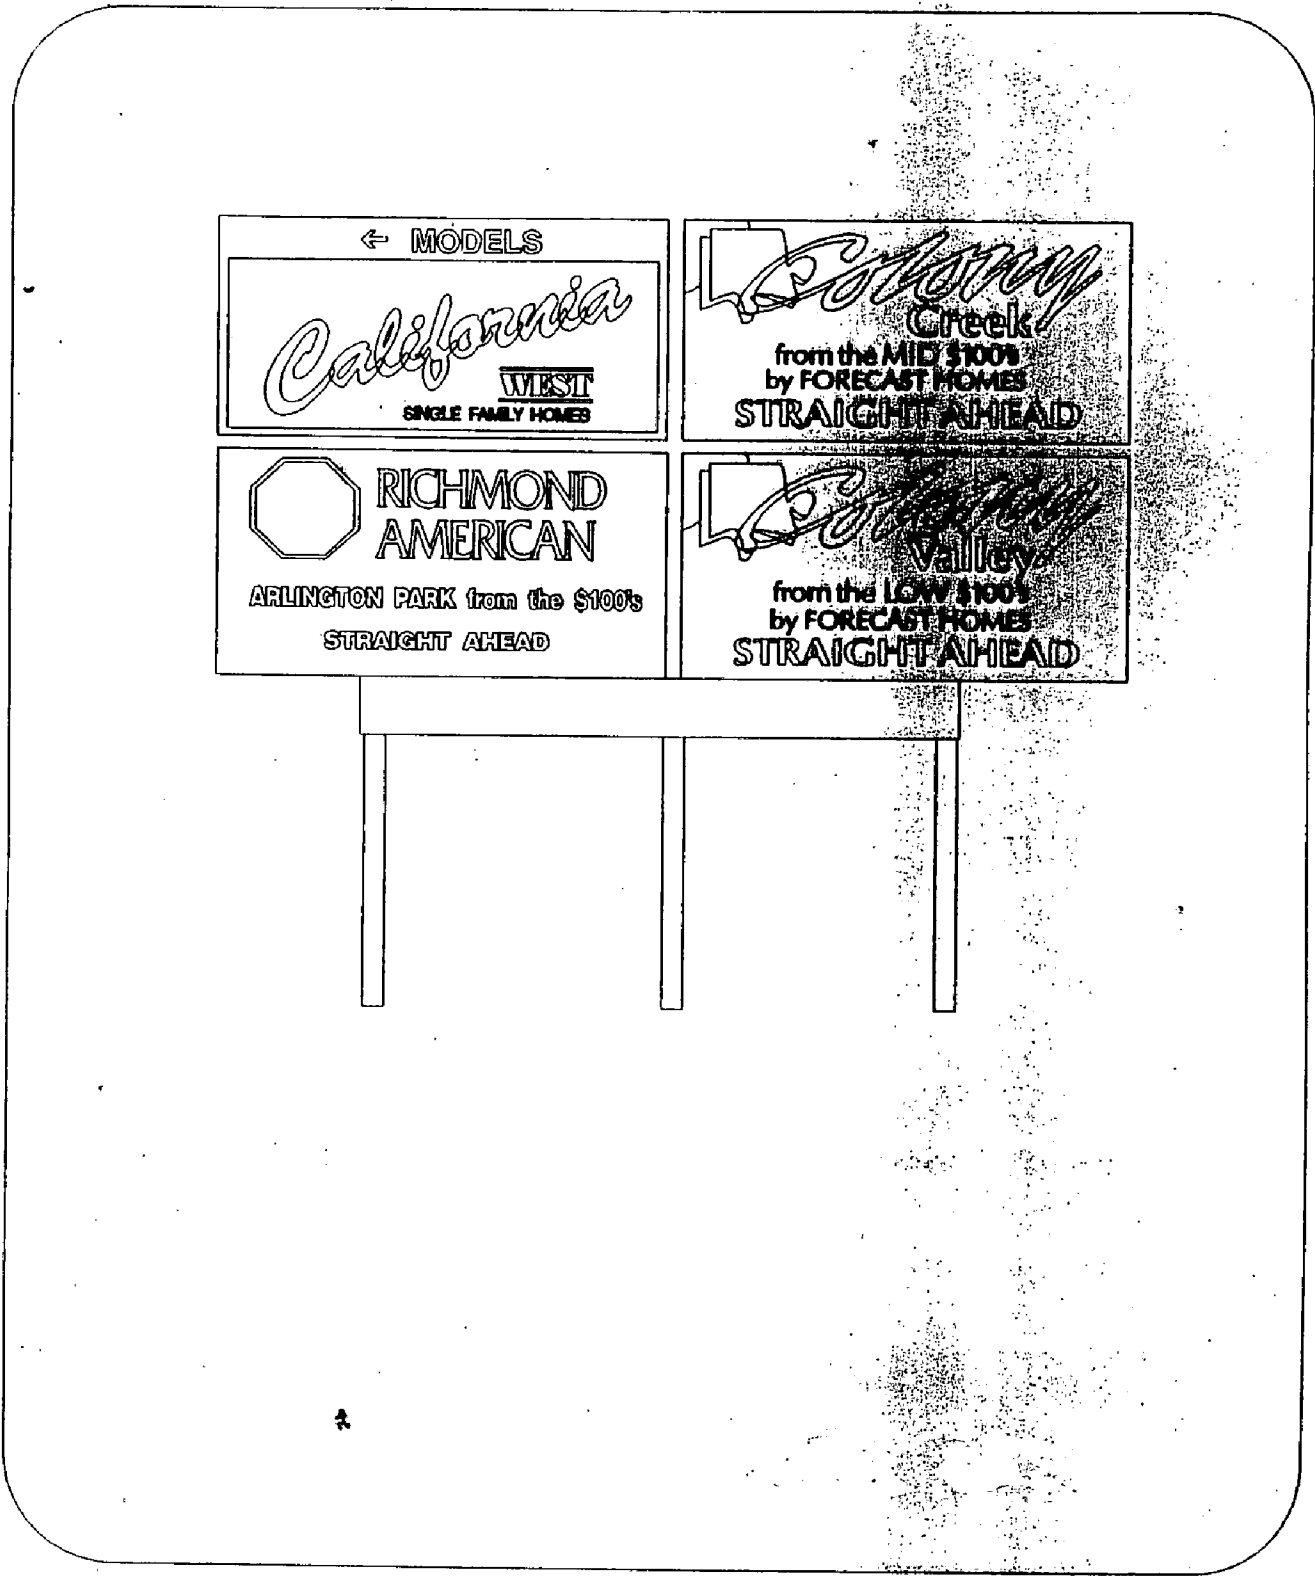 ← MODELS
California
WEST
SINGLE FAMILY HOMES
Colony
Creek
from the MID $100's
by FORECAST HOMES
STRAIGHT AHEAD
RICHMOND
AMERICAN
ARLINGTON PARK from the $100's
STRAIGHT AHEAD
Valley
from the LOW $100's
by FORECAST HOMES
STRAIGHT AHEAD